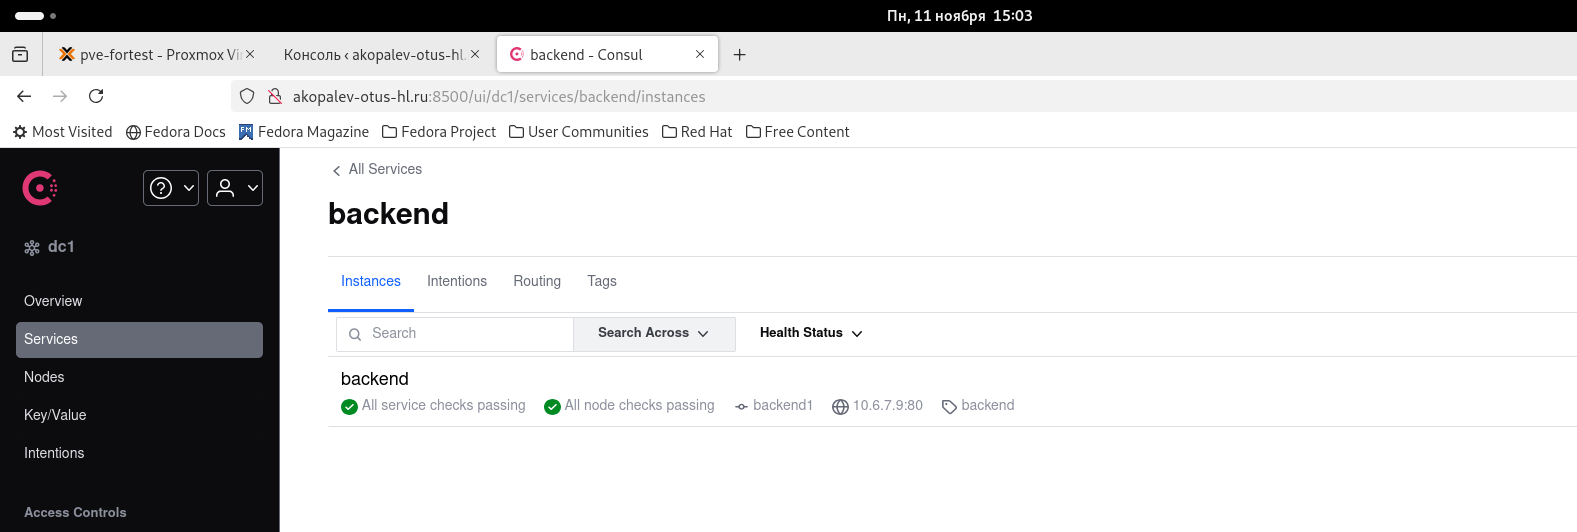 Пн, 11 ноября 15:03
pve-fortest - Proxmox Vi
Консоль ‹ akopalev-otus-hl.
backend - Consul
akopalev-otus-hl.ru:8500/ui/dc1/services/backend/instances
Most Visited Fedora Docs Fedora Magazine Fedora Project User Communities Red Hat Free Content
All Services
backend
dc1
Instances Intentions Routing Tags
Overview
Search Search Across Health Status
Services
Nodes
backend
All service checks passing All node checks passing backend1 10.6.7.9:80 backend
Key/Value
Intentions
Access Controls